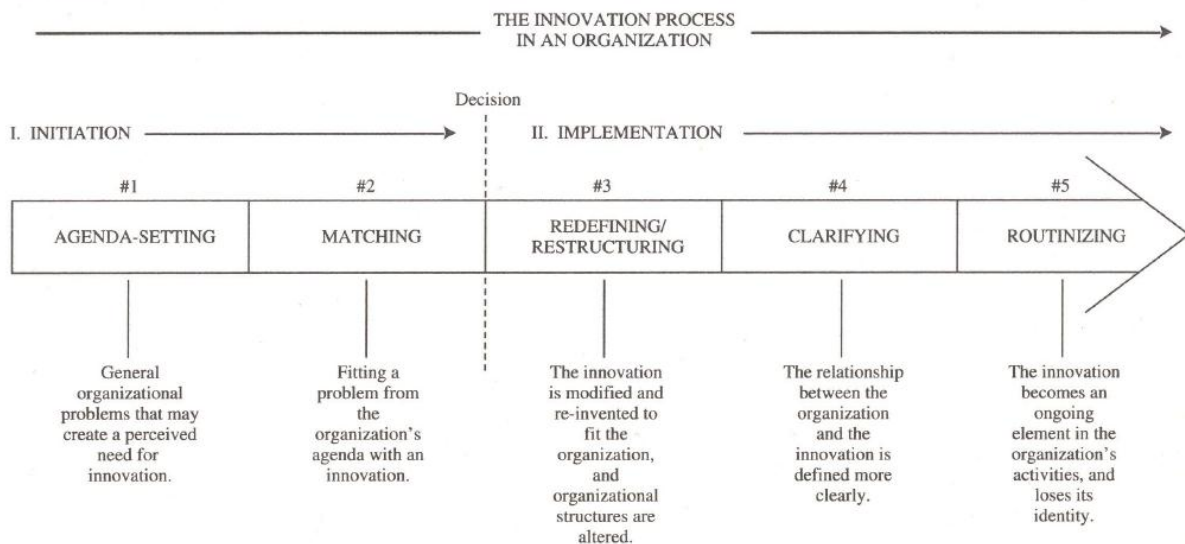 THE INNOVATION PROCESS
IN AN ORGANIZATION
Decision
I. INITIATION
II. IMPLEMENTATION
#1
#2
#3
#4
#5
AGENDA-SETTING
MATCHING
REDEFINING/
RESTRUCTURING
CLARIFYING
ROUTINIZING
General
organizational
problems that may
create a perceived
need for
innovation.
Fitting a
problem from
the
organization's
agenda with an
innovation.
The innovation
is modified and
re-invented to
fit the
organization,
and
organizational
structures are
altered.
The relationship
between the
organization
and the
innovation is
defined more
clearly.
The innovation
becomes an
ongoing
element in the
organization's
activities, and
loses its
identity.